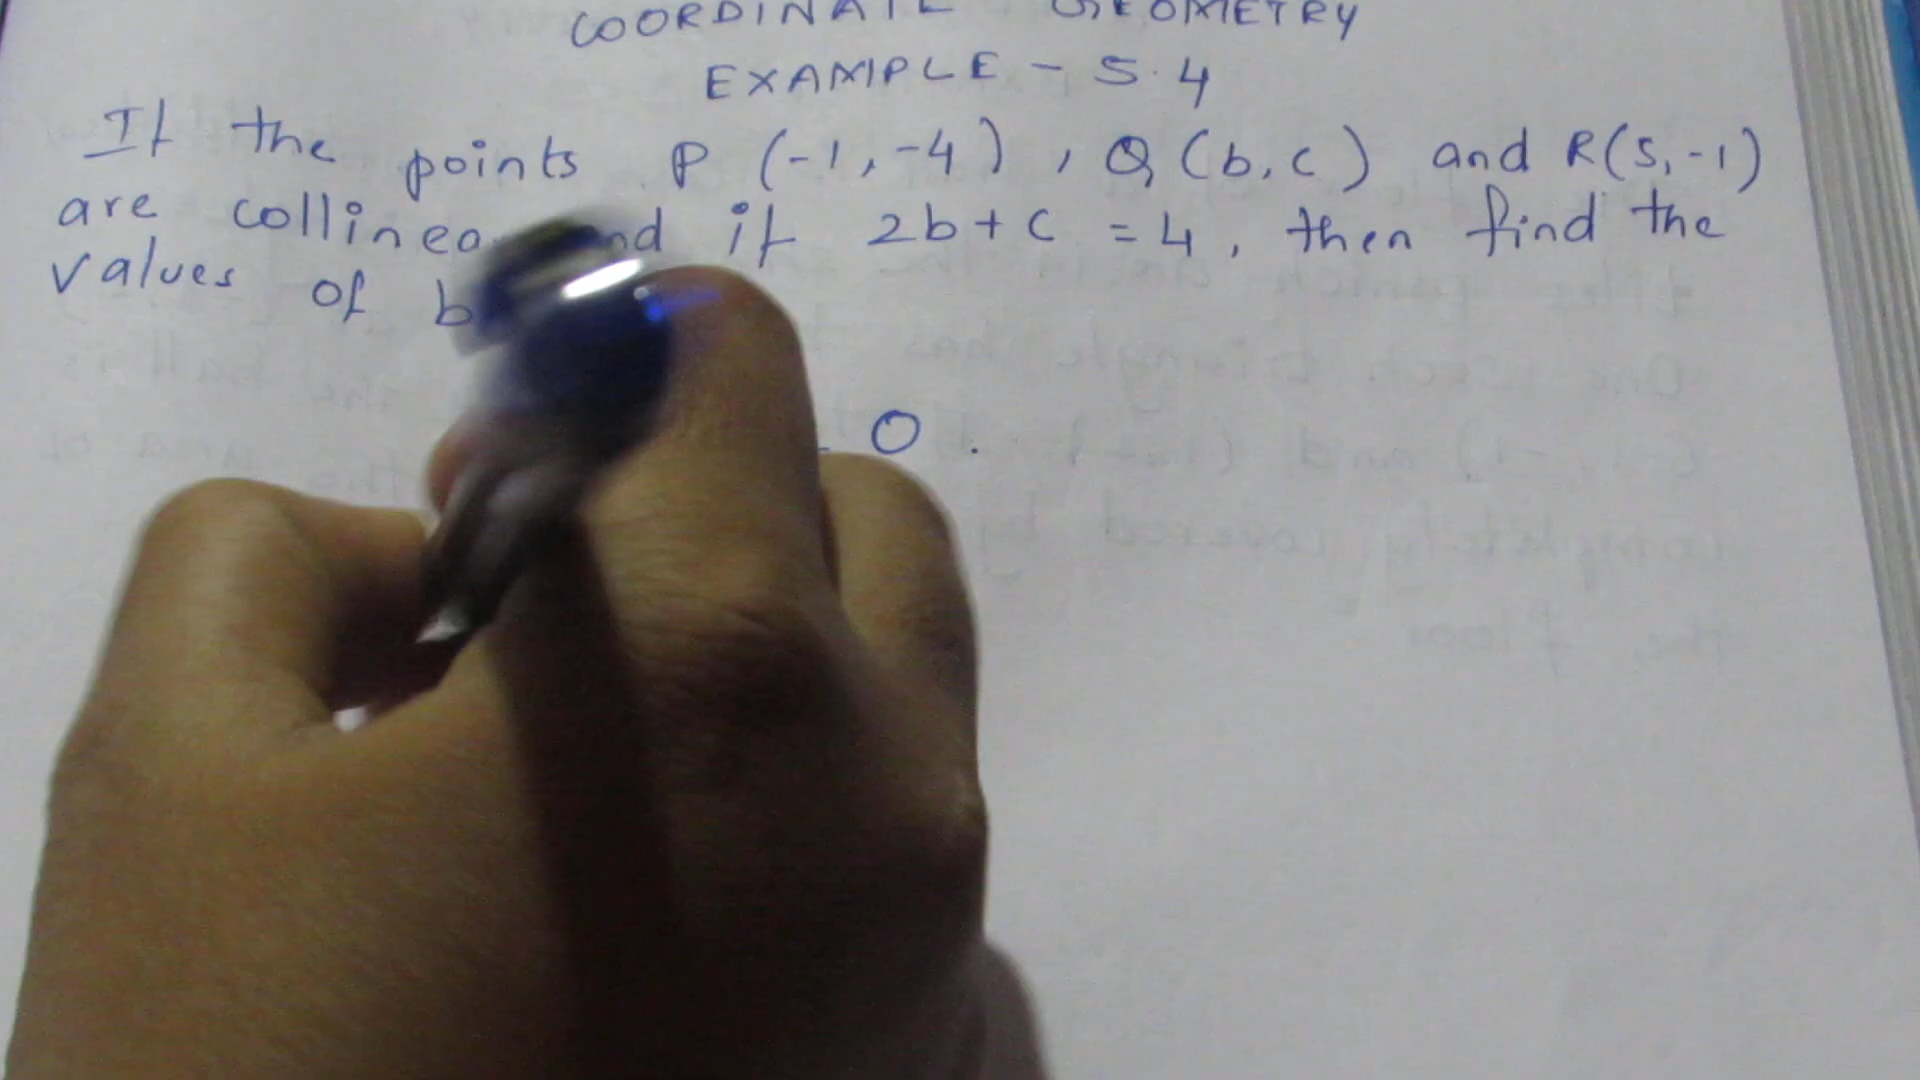 COORDINATE GEOMETRY
EXAMPLE - 5.4
If the points P (-1, -4), Q (b, c) and R(5, -1)
are collinea nd if 2b + c = 4, then find the
values of b
0.